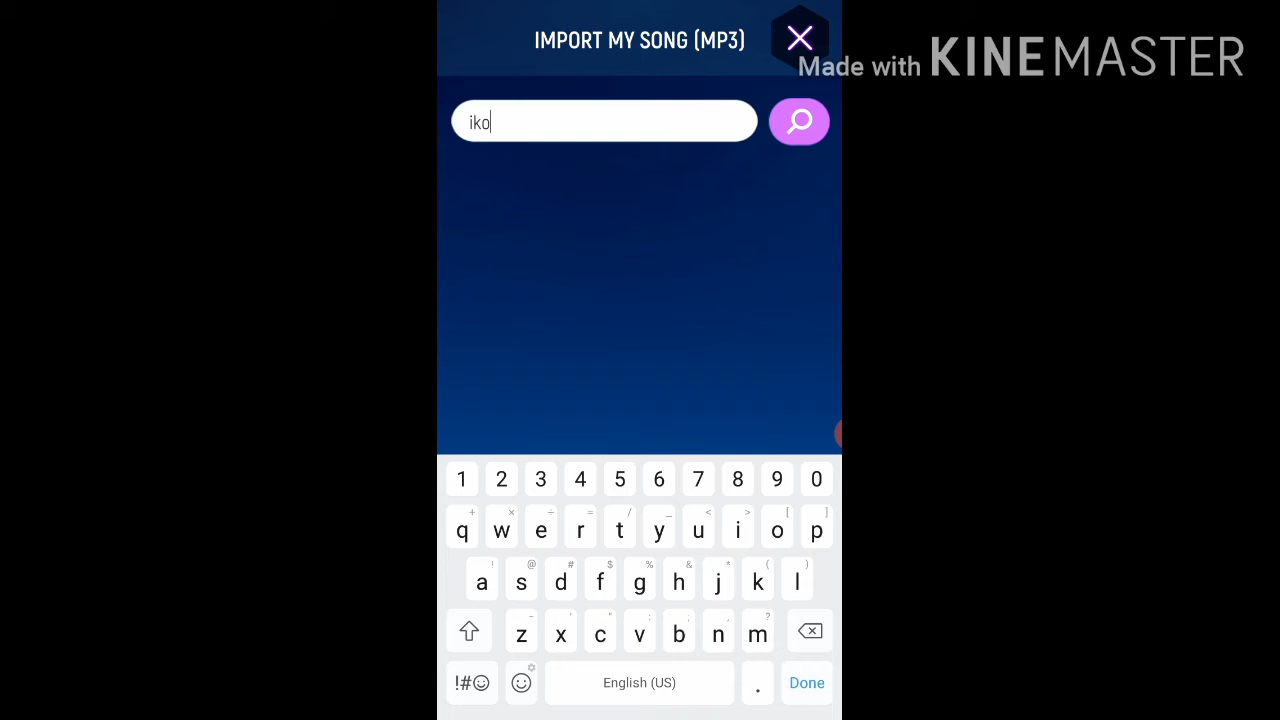 IMPORT MY SONG (MP3)
Made with KINEMASTER
iko
1 2 3 4 5 6 7 8 9 0
+ × ÷ = / _ < > [ ]
q w e r t y u i o p
! @ # $ % & * ( )
a s d f g h j k l
- ' " : ; , ?
z x c v b n m
!#☺ English (US) . Done